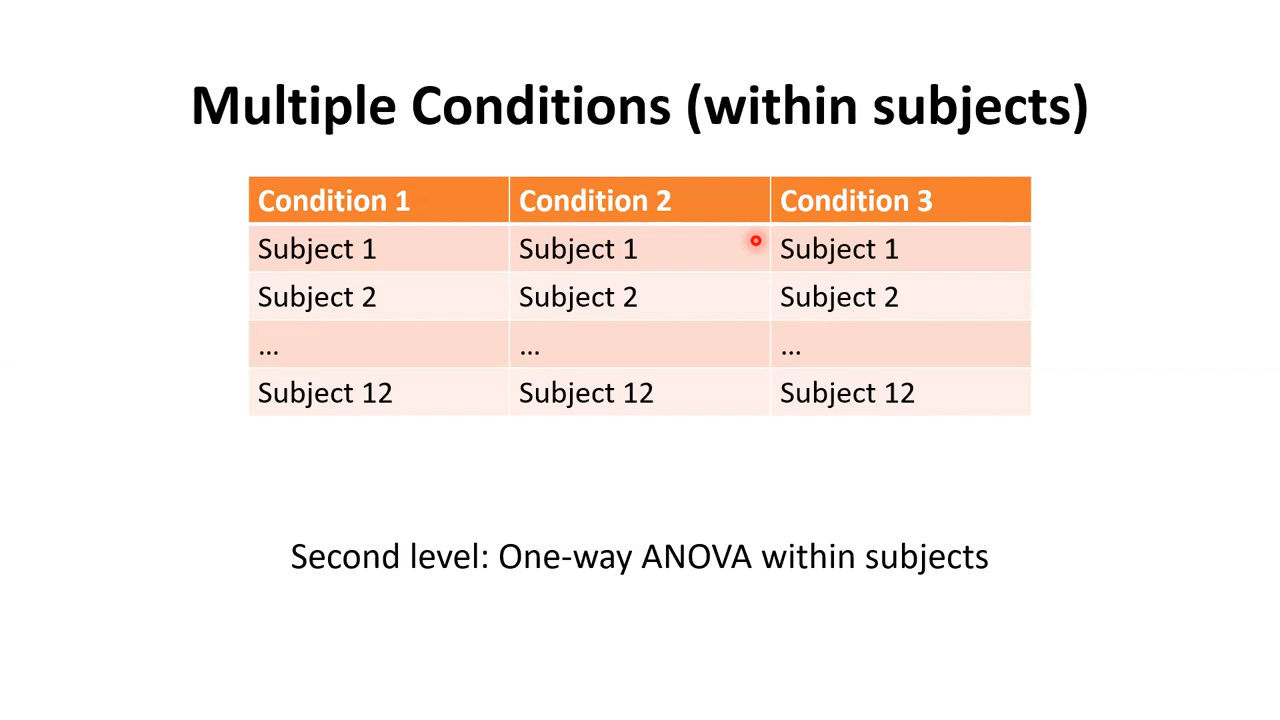 Multiple Conditions (within subjects)
Condition 1 Condition 2 Condition 3
Subject 1 Subject 1 Subject 1
Subject 2 Subject 2 Subject 2
... ... ...
Subject 12 Subject 12 Subject 12
Second level: One-way ANOVA within subjects